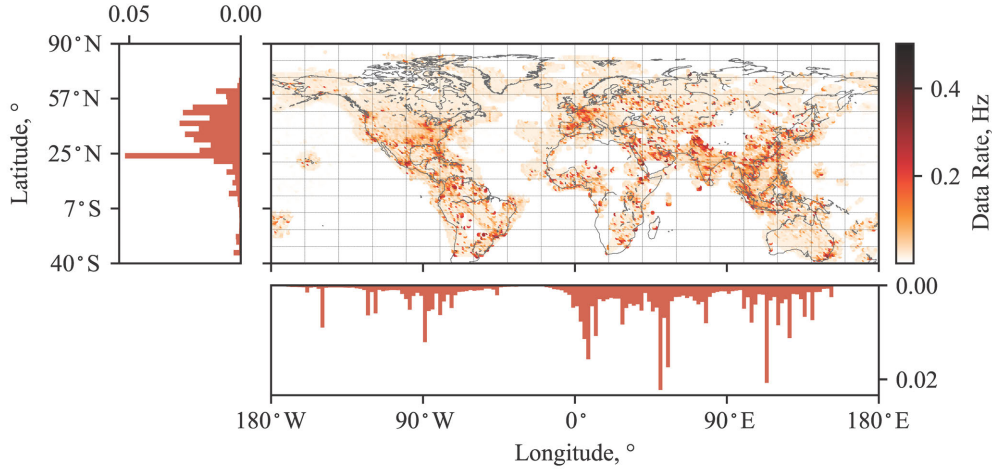 0.05 0.00
90°N
57°N
25°N
7°S
40°S
Latitude, °
0.4
0.2
Data Rate, Hz
0.00
0.02
180°W 90°W 0 90°E 180°E
Longitude, °